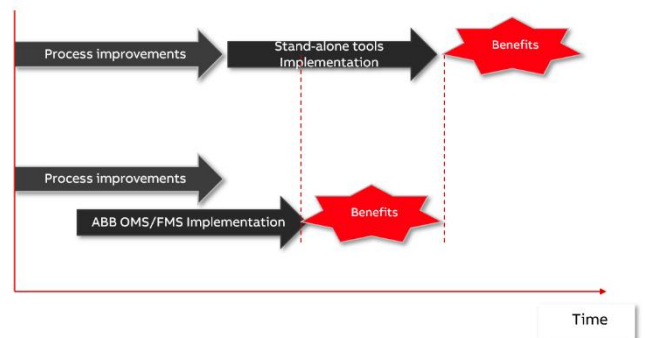 Process improvements
Stand-alone tools
Implementation
Benefits
Process improvements
ABB OMS/FMS Implementation
Benefits
Time